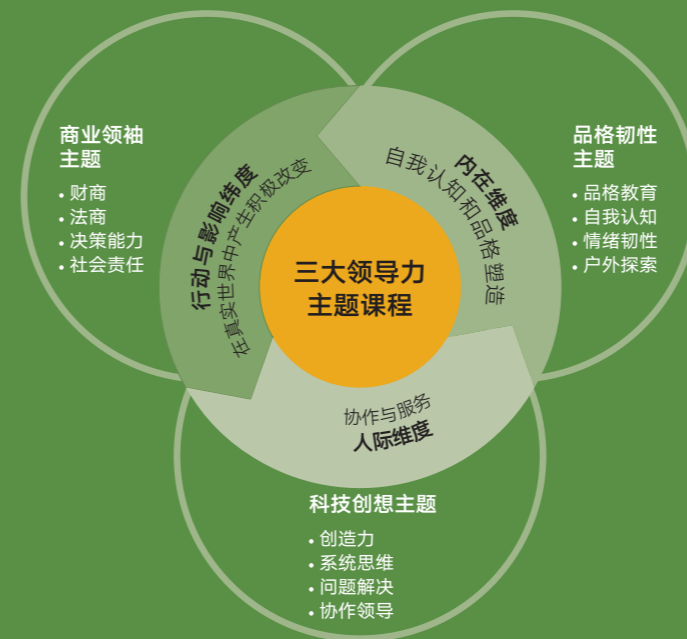 商业领袖
主题
• 财商
• 法商
• 决策能力
• 社会责任
行动与影响纬度
在真实世界中产生积极改变
三大领导力
主题课程
内在维度
自我认知和品格塑造
品格韧性
主题
• 品格教育
• 自我认知
• 情绪韧性
• 户外探索
协作与服务
人际维度
科技创想主题
• 创造力
• 系统思维
• 问题解决
• 协作领导